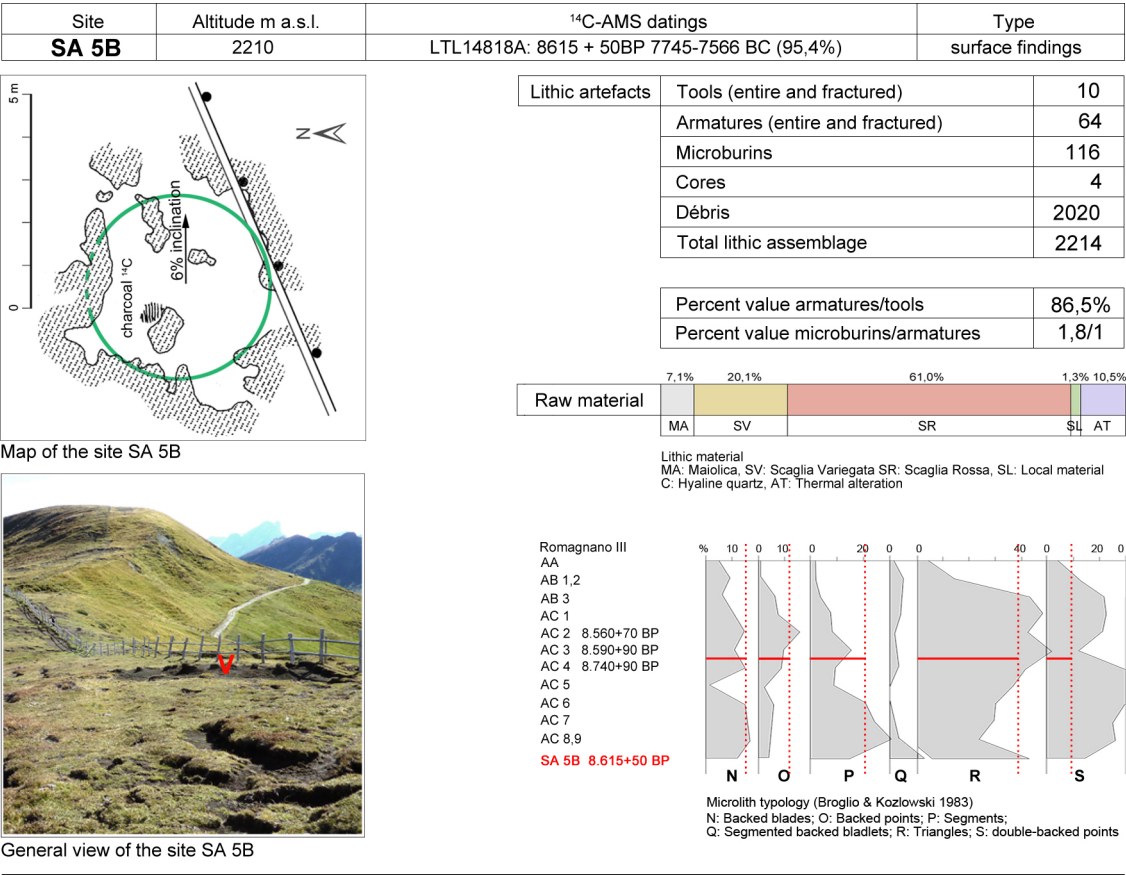 Site Altitude m a.s.l. ¹⁴C-AMS datings Type
SA 5B 2210 LTL14818A: 8615 + 50BP 7745-7566 BC (95,4%) surface findings
5 m
0
N
6% inclination
charcoal ¹⁴C
Map of the site SA 5B
V
General view of the site SA 5B
Lithic artefacts Tools (entire and fractured) 10
Armatures (entire and fractured) 64
Microburins 116
Cores 4
Débris 2020
Total lithic assemblage 2214
Percent value armatures/tools 86,5%
Percent value microburins/armatures 1,8/1
7,1% 20,1% 61,0% 1,3% 10,5%
Raw material
MA SV SR SL AT
Lithic material
MA: Maiolica, SV: Scaglia Variegata SR: Scaglia Rossa, SL: Local material
C: Hyaline quartz, AT: Thermal alteration
Romagnano III % 10 0 10 0 20 0 0 40 0 20 0
AA
AB 1,2
AB 3
AC 1
AC 2 8.560+70 BP
AC 3 8.590+90 BP
AC 4 8.740+90 BP
AC 5
AC 6
AC 7
AC 8,9
SA 5B 8.615+50 BP
N O P Q R S
Microlith typology (Broglio & Kozlowski 1983)
N: Backed blades; O: Backed points; P: Segments;
Q: Segmented backed bladlets; R: Triangles; S: double-backed points